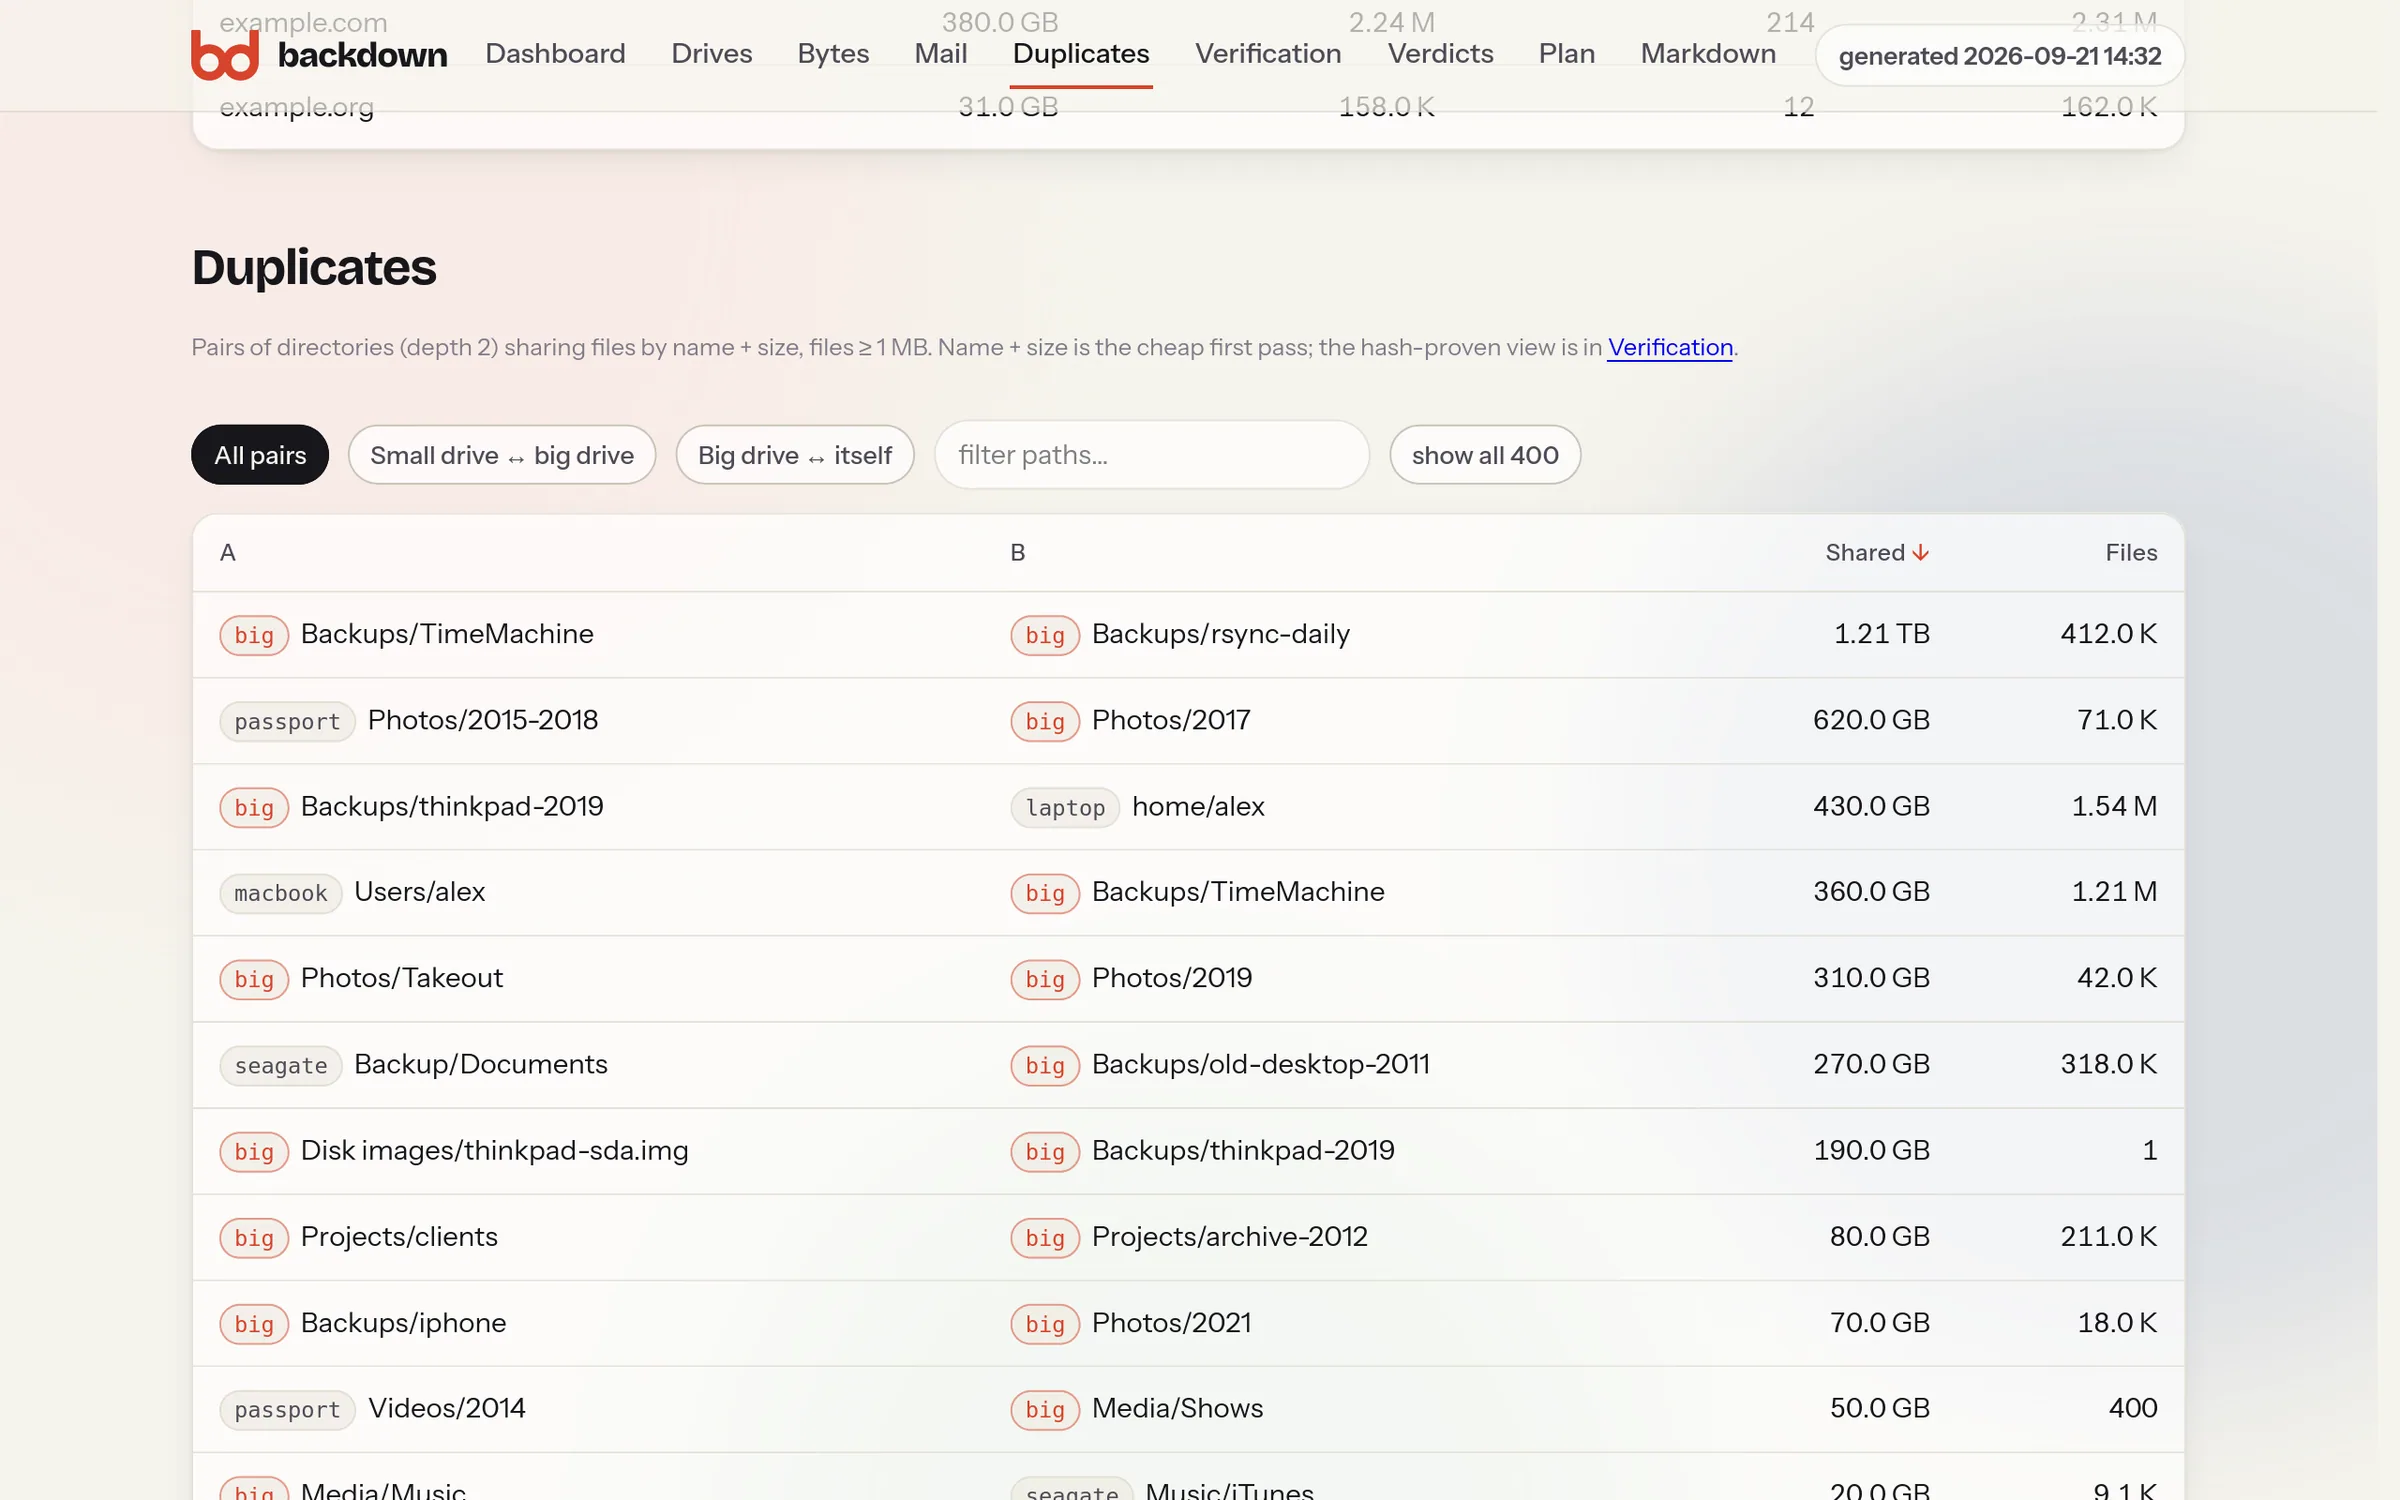 example.com 380.0 GB 2.24 M 214 2.31 M
bd backdown Dashboard Drives Bytes Mail Duplicates Verification Verdicts Plan Markdown generated 2026-09-21 14:32
example.org 31.0 GB 158.0 K 12 162.0 K
Duplicates
Pairs of directories (depth 2) sharing files by name + size, files ≥ 1 MB. Name + size is the cheap first pass; the hash-proven view is in Verification.
All pairs Small drive ↔ big drive Big drive ↔ itself filter paths... show all 400
A B Shared ↓ Files
big Backups/TimeMachine big Backups/rsync-daily 1.21 TB 412.0 K
passport Photos/2015-2018 big Photos/2017 620.0 GB 71.0 K
big Backups/thinkpad-2019 laptop home/alex 430.0 GB 1.54 M
macbook Users/alex big Backups/TimeMachine 360.0 GB 1.21 M
big Photos/Takeout big Photos/2019 310.0 GB 42.0 K
seagate Backup/Documents big Backups/old-desktop-2011 270.0 GB 318.0 K
big Disk images/thinkpad-sda.img big Backups/thinkpad-2019 190.0 GB 1
big Projects/clients big Projects/archive-2012 80.0 GB 211.0 K
big Backups/iphone big Photos/2021 70.0 GB 18.0 K
passport Videos/2014 big Media/Shows 50.0 GB 400
big Media/Music seagate Music/iTunes 20.0 GB 9.1 K